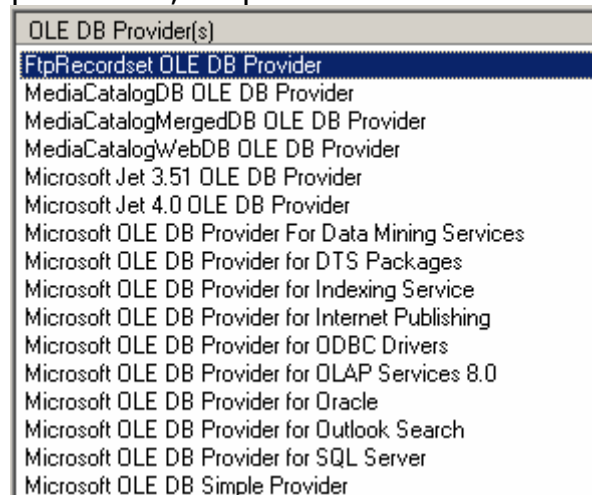 OLE DB Provider(s)
FtpRecordset OLE DB Provider
MediaCatalogDB OLE DB Provider
MediaCatalogMergedDB OLE DB Provider
MediaCatalogWebDB OLE DB Provider
Microsoft Jet 3.51 OLE DB Provider
Microsoft Jet 4.0 OLE DB Provider
Microsoft OLE DB Provider For Data Mining Services
Microsoft OLE DB Provider for DTS Packages
Microsoft OLE DB Provider for Indexing Service
Microsoft OLE DB Provider for Internet Publishing
Microsoft OLE DB Provider for ODBC Drivers
Microsoft OLE DB Provider for OLAP Services 8.0
Microsoft OLE DB Provider for Oracle
Microsoft OLE DB Provider for Outlook Search
Microsoft OLE DB Provider for SQL Server
Microsoft OLE DB Simple Provider